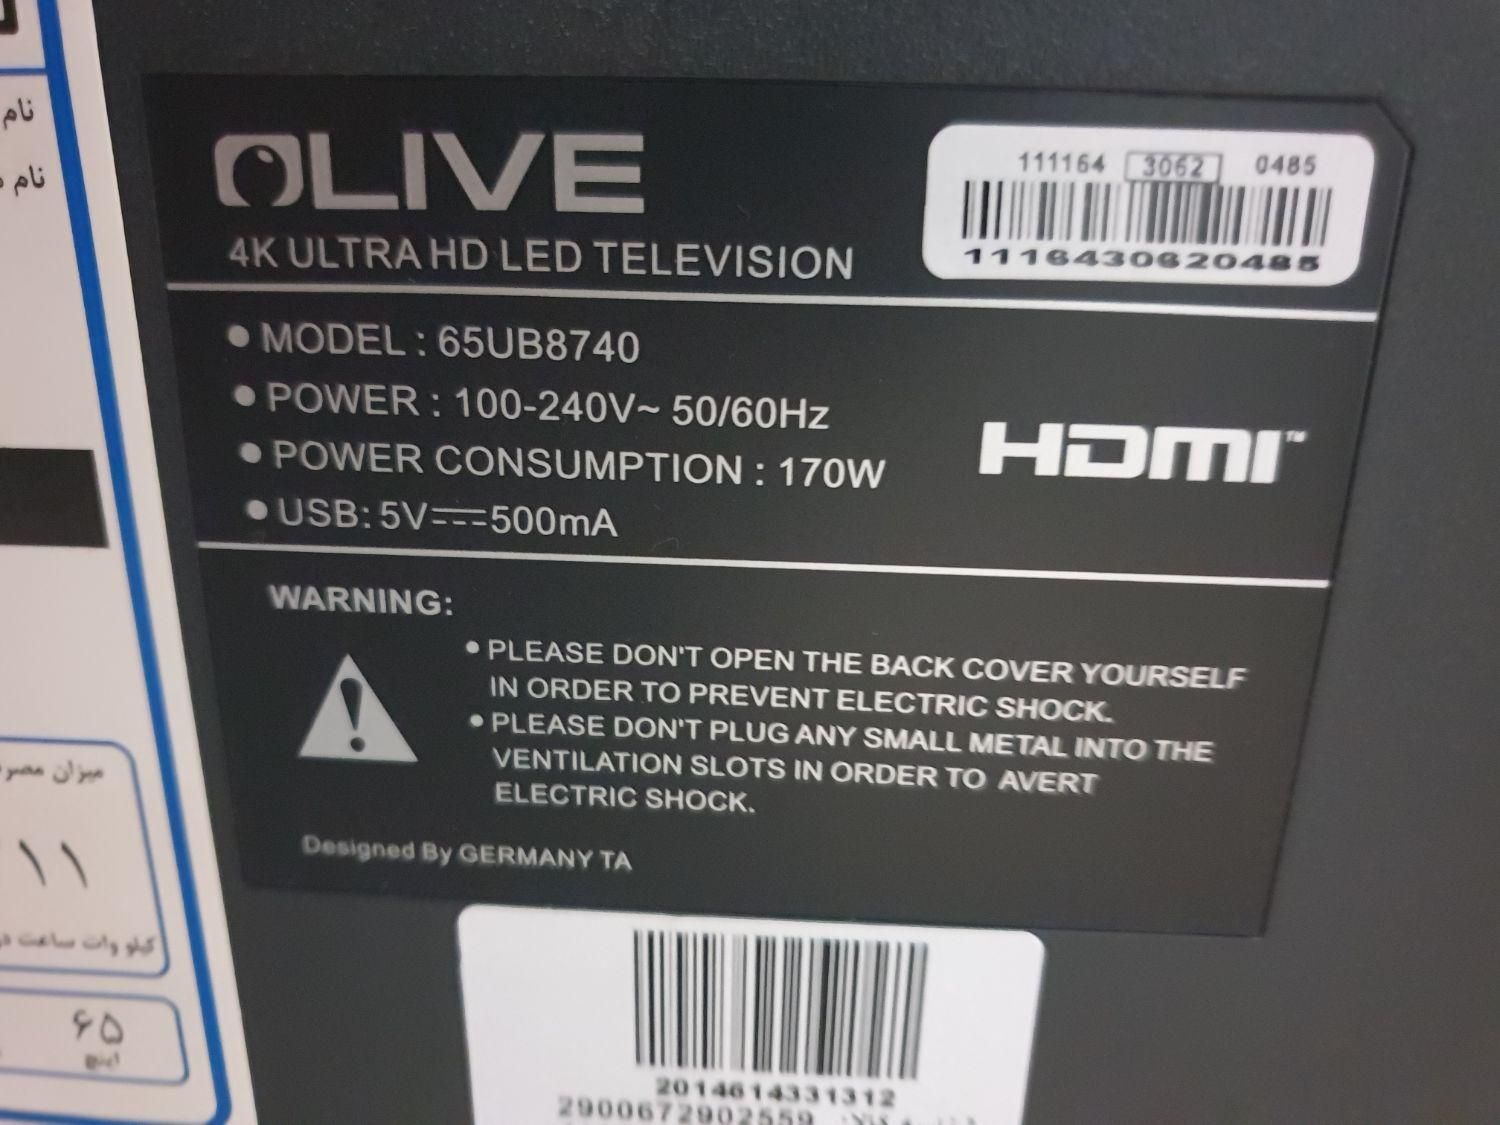 OLIVE
4K ULTRA HD LED TELEVISION
111164 3062 0485
1116430620485
• MODEL : 65UB8740
• POWER : 100-240V~ 50/60Hz
• POWER CONSUMPTION : 170W
• USB: 5V⎓500mA
HDMI™
WARNING:
• PLEASE DON'T OPEN THE BACK COVER YOURSELF
IN ORDER TO PREVENT ELECTRIC SHOCK.
• PLEASE DON'T PLUG ANY SMALL METAL INTO THE
VENTILATION SLOTS IN ORDER TO AVERT
ELECTRIC SHOCK.
Designed By GERMANY TA
2014614331312
2900672902559
نام
نام
میزان
۱۱
کیلو وات ساعت
۶۵
اینچ